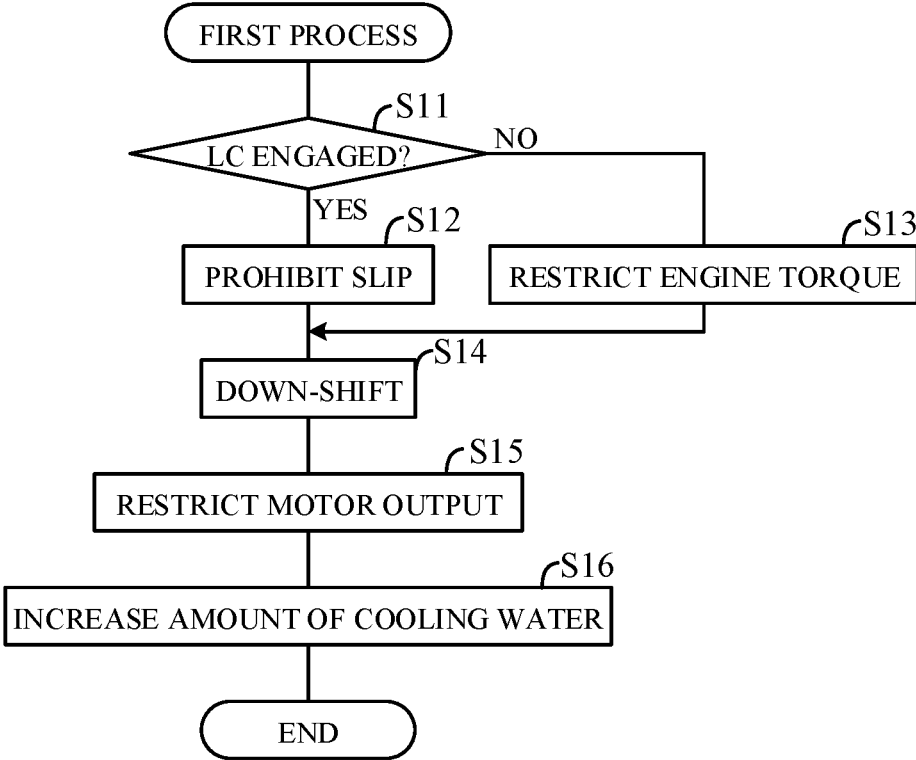 FIRST PROCESS
S11
LC ENGAGED?
NO
YES
S12
S13
PROHIBIT SLIP
RESTRICT ENGINE TORQUE
S14
DOWN-SHIFT
S15
RESTRICT MOTOR OUTPUT
S16
INCREASE AMOUNT OF COOLING WATER
END